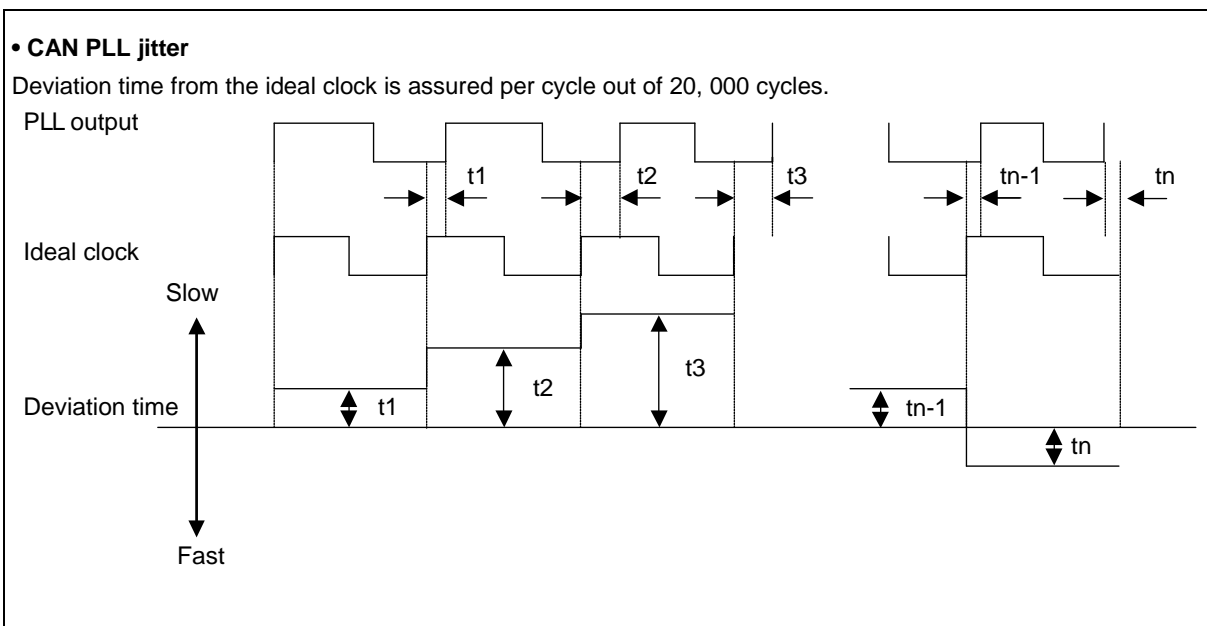 • CAN PLL jitter
Deviation time from the ideal clock is assured per cycle out of 20, 000 cycles.
PLL output
t1
t2
t3
tn-1
tn
Ideal clock
Slow
t3
t2
Deviation time
t1
tn-1
tn
Fast